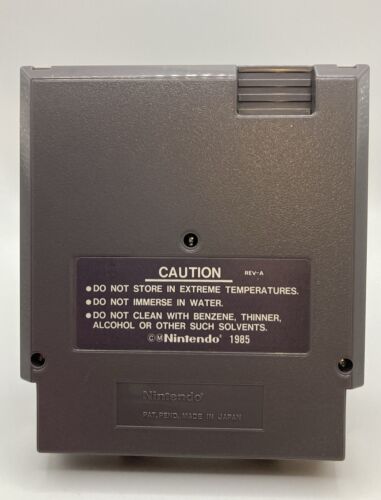 CAUTION REV-A
•DO NOT STORE IN EXTREME TEMPERATURES.
•DO NOT IMMERSE IN WATER.
•DO NOT CLEAN WITH BENZENE, THINNER,
ALCOHOL OR OTHER SUCH SOLVENTS.
©ⓂNintendo® 1985
Nintendo®
PAT. PEND. MADE IN JAPAN